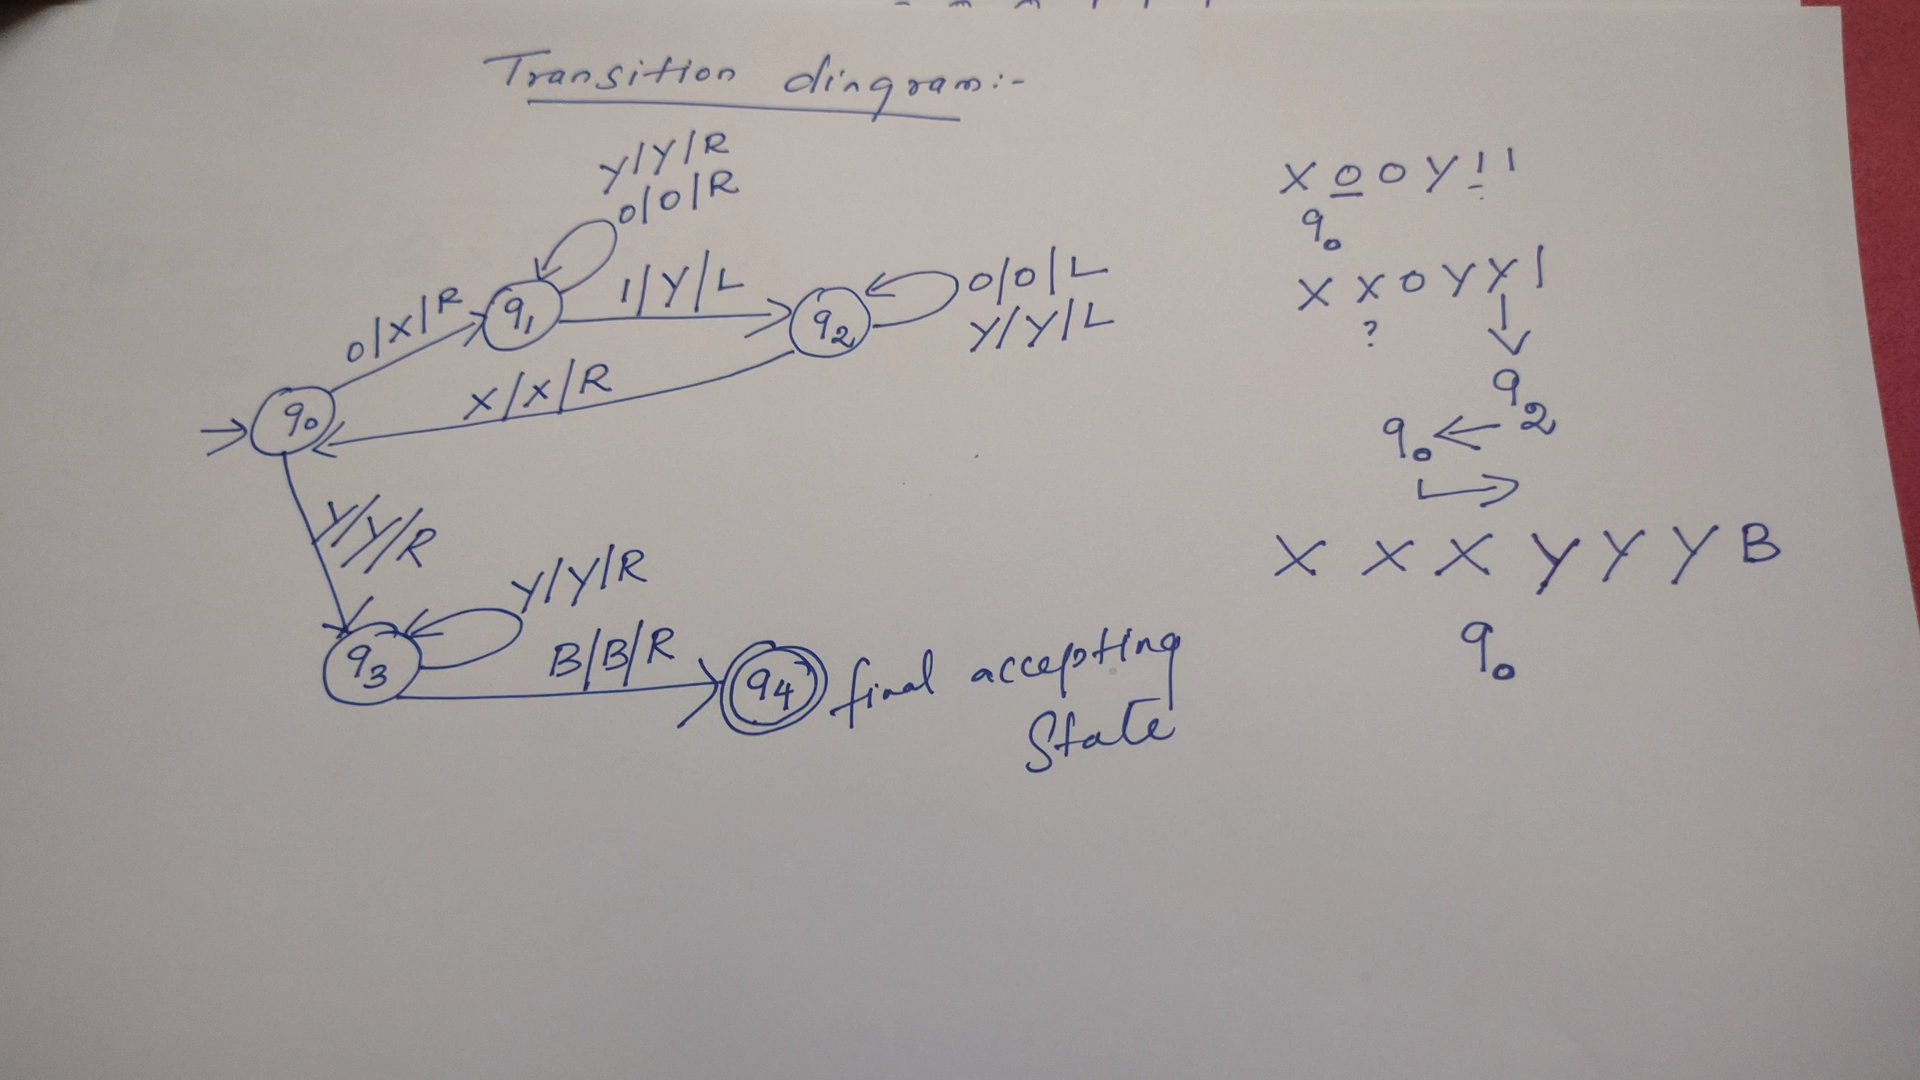 Transition diagram:-
Y/Y/R
0/0/R
0/X/R
q1
1/Y/L
q2
0/0/L
Y/Y/L
X/X/R
q0
Y/Y/R
q3
Y/Y/R
B/B/R
q4
final accepting
State
X 0 0 Y 1 1
q0
X X 0 Y Y 1
?
q2
q0
X X X Y Y Y B
q0